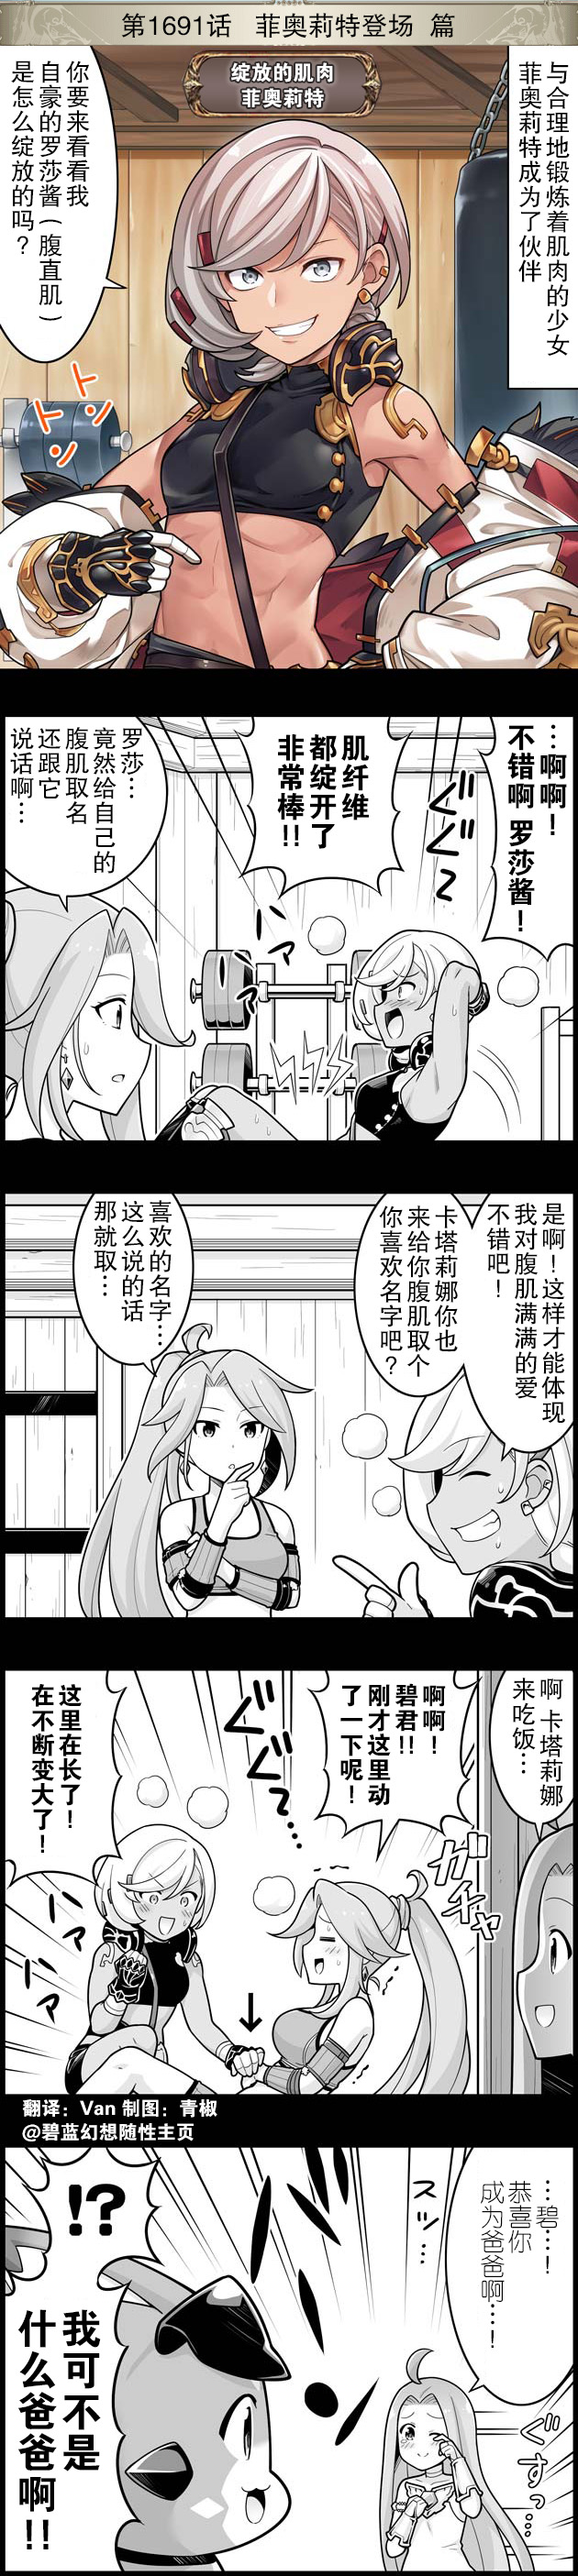 第1691话 菲奥莉特登场 篇
与合理地锻炼着肌肉的少女
菲奥莉特成为了伙伴
绽放的肌肉
菲奥莉特
你要来看看我
自豪的罗莎酱(腹直肌)
是怎么绽放的吗?
トントン
…啊啊!
不错啊 罗莎酱!
ぐぐぐ
肌纤维
都绽开了
非常棒!!
罗莎…
竟然给自己的
腹肌取名
还跟它
说话啊…
是啊!这样才能体现
我对腹肌满满的爱
不错吧!
卡塔莉娜你也
来给你腹肌取个
你喜欢名字吧?
喜欢的名字…
这么说的话
那就取…
啊 卡塔莉娜
来吃饭…
ガチャ
啊啊!
碧君!!
刚才这里动
了一下呢!
ぐぐぐ…
这里在长了!
在不断变大了!
↓
翻译：Van 制图：青椒
@碧蓝幻想随性主页
…碧…!
恭喜你
成为爸爸啊…!
スッ…
ぐすっ…
!?
我可不是
什么爸爸啊!!